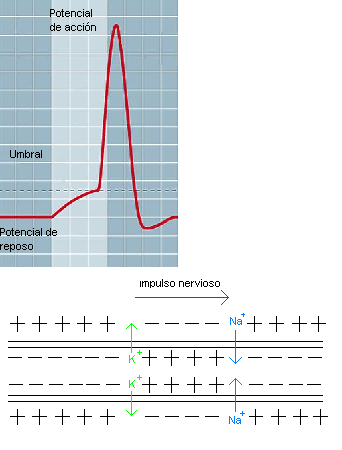 Potencial
de acción
Umbral
Potencial de
reposo
impulso nervioso
+ + + + + — — — — Na+ + + + +
— — — — — K+ + + + + — — — — —
— — — — — K+ + + + + — — — — —
+ + + + + — — — — Na+ + + + +